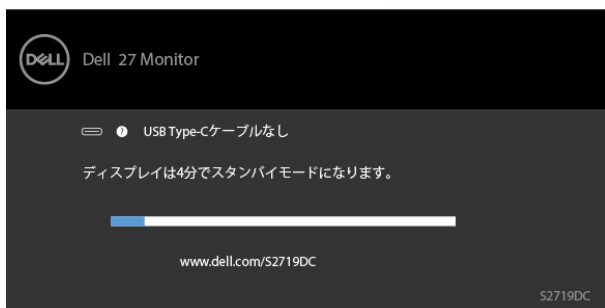 DELL
Dell 27 Monitor
? USB Type-Cケーブルなし
ディスプレイは4分でスタンバイモードになります。
www.dell.com/S2719DC
S2719DC